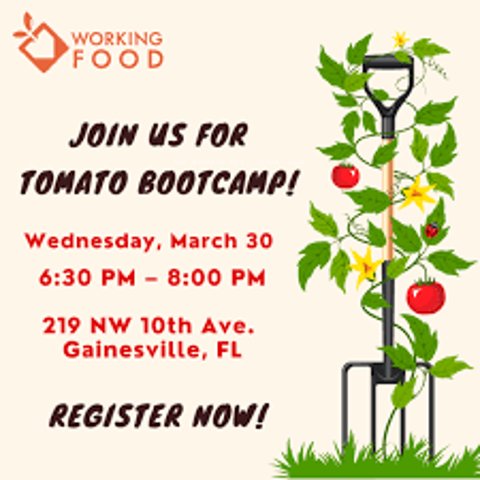 WORKING
FOOD
JOIN US FOR
TOMATO BOOTCAMP!
Wednesday, March 30
6:30 PM – 8:00 PM
219 NW 10th Ave.
Gainesville, FL
REGISTER NOW!